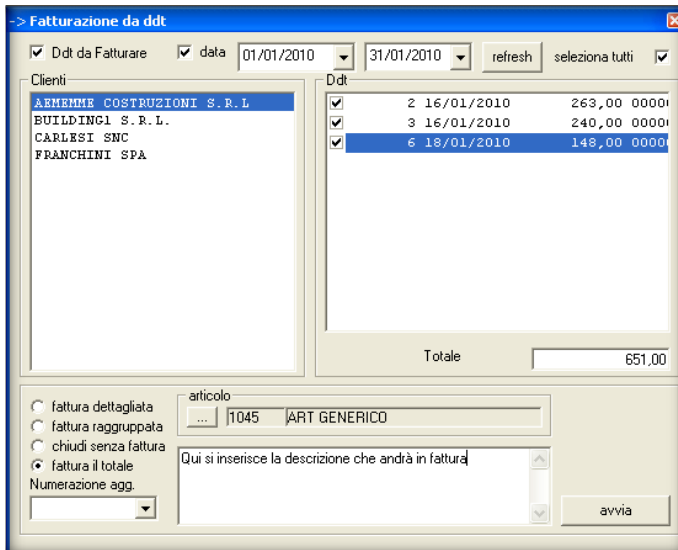 -> Fatturazione da ddt
Ddt da Fatturare data 01/01/2010 31/01/2010 refresh seleziona tutti
Clienti
AEMEMME COSTRUZIONI S.R.L
BUILDING1 S.R.L.
CARLESI SNC
FRANCHINI SPA
Ddt
2 16/01/2010 263,00 0000
3 16/01/2010 240,00 0000
6 18/01/2010 148,00 0000
Totale 651,00
fattura dettagliata
fattura raggruppata
chiudi senza fattura
fattura il totale
Numerazione agg.
articolo
... 1045 ART GENERICO
Qui si inserisce la descrizione che andrà in fattura
avvia